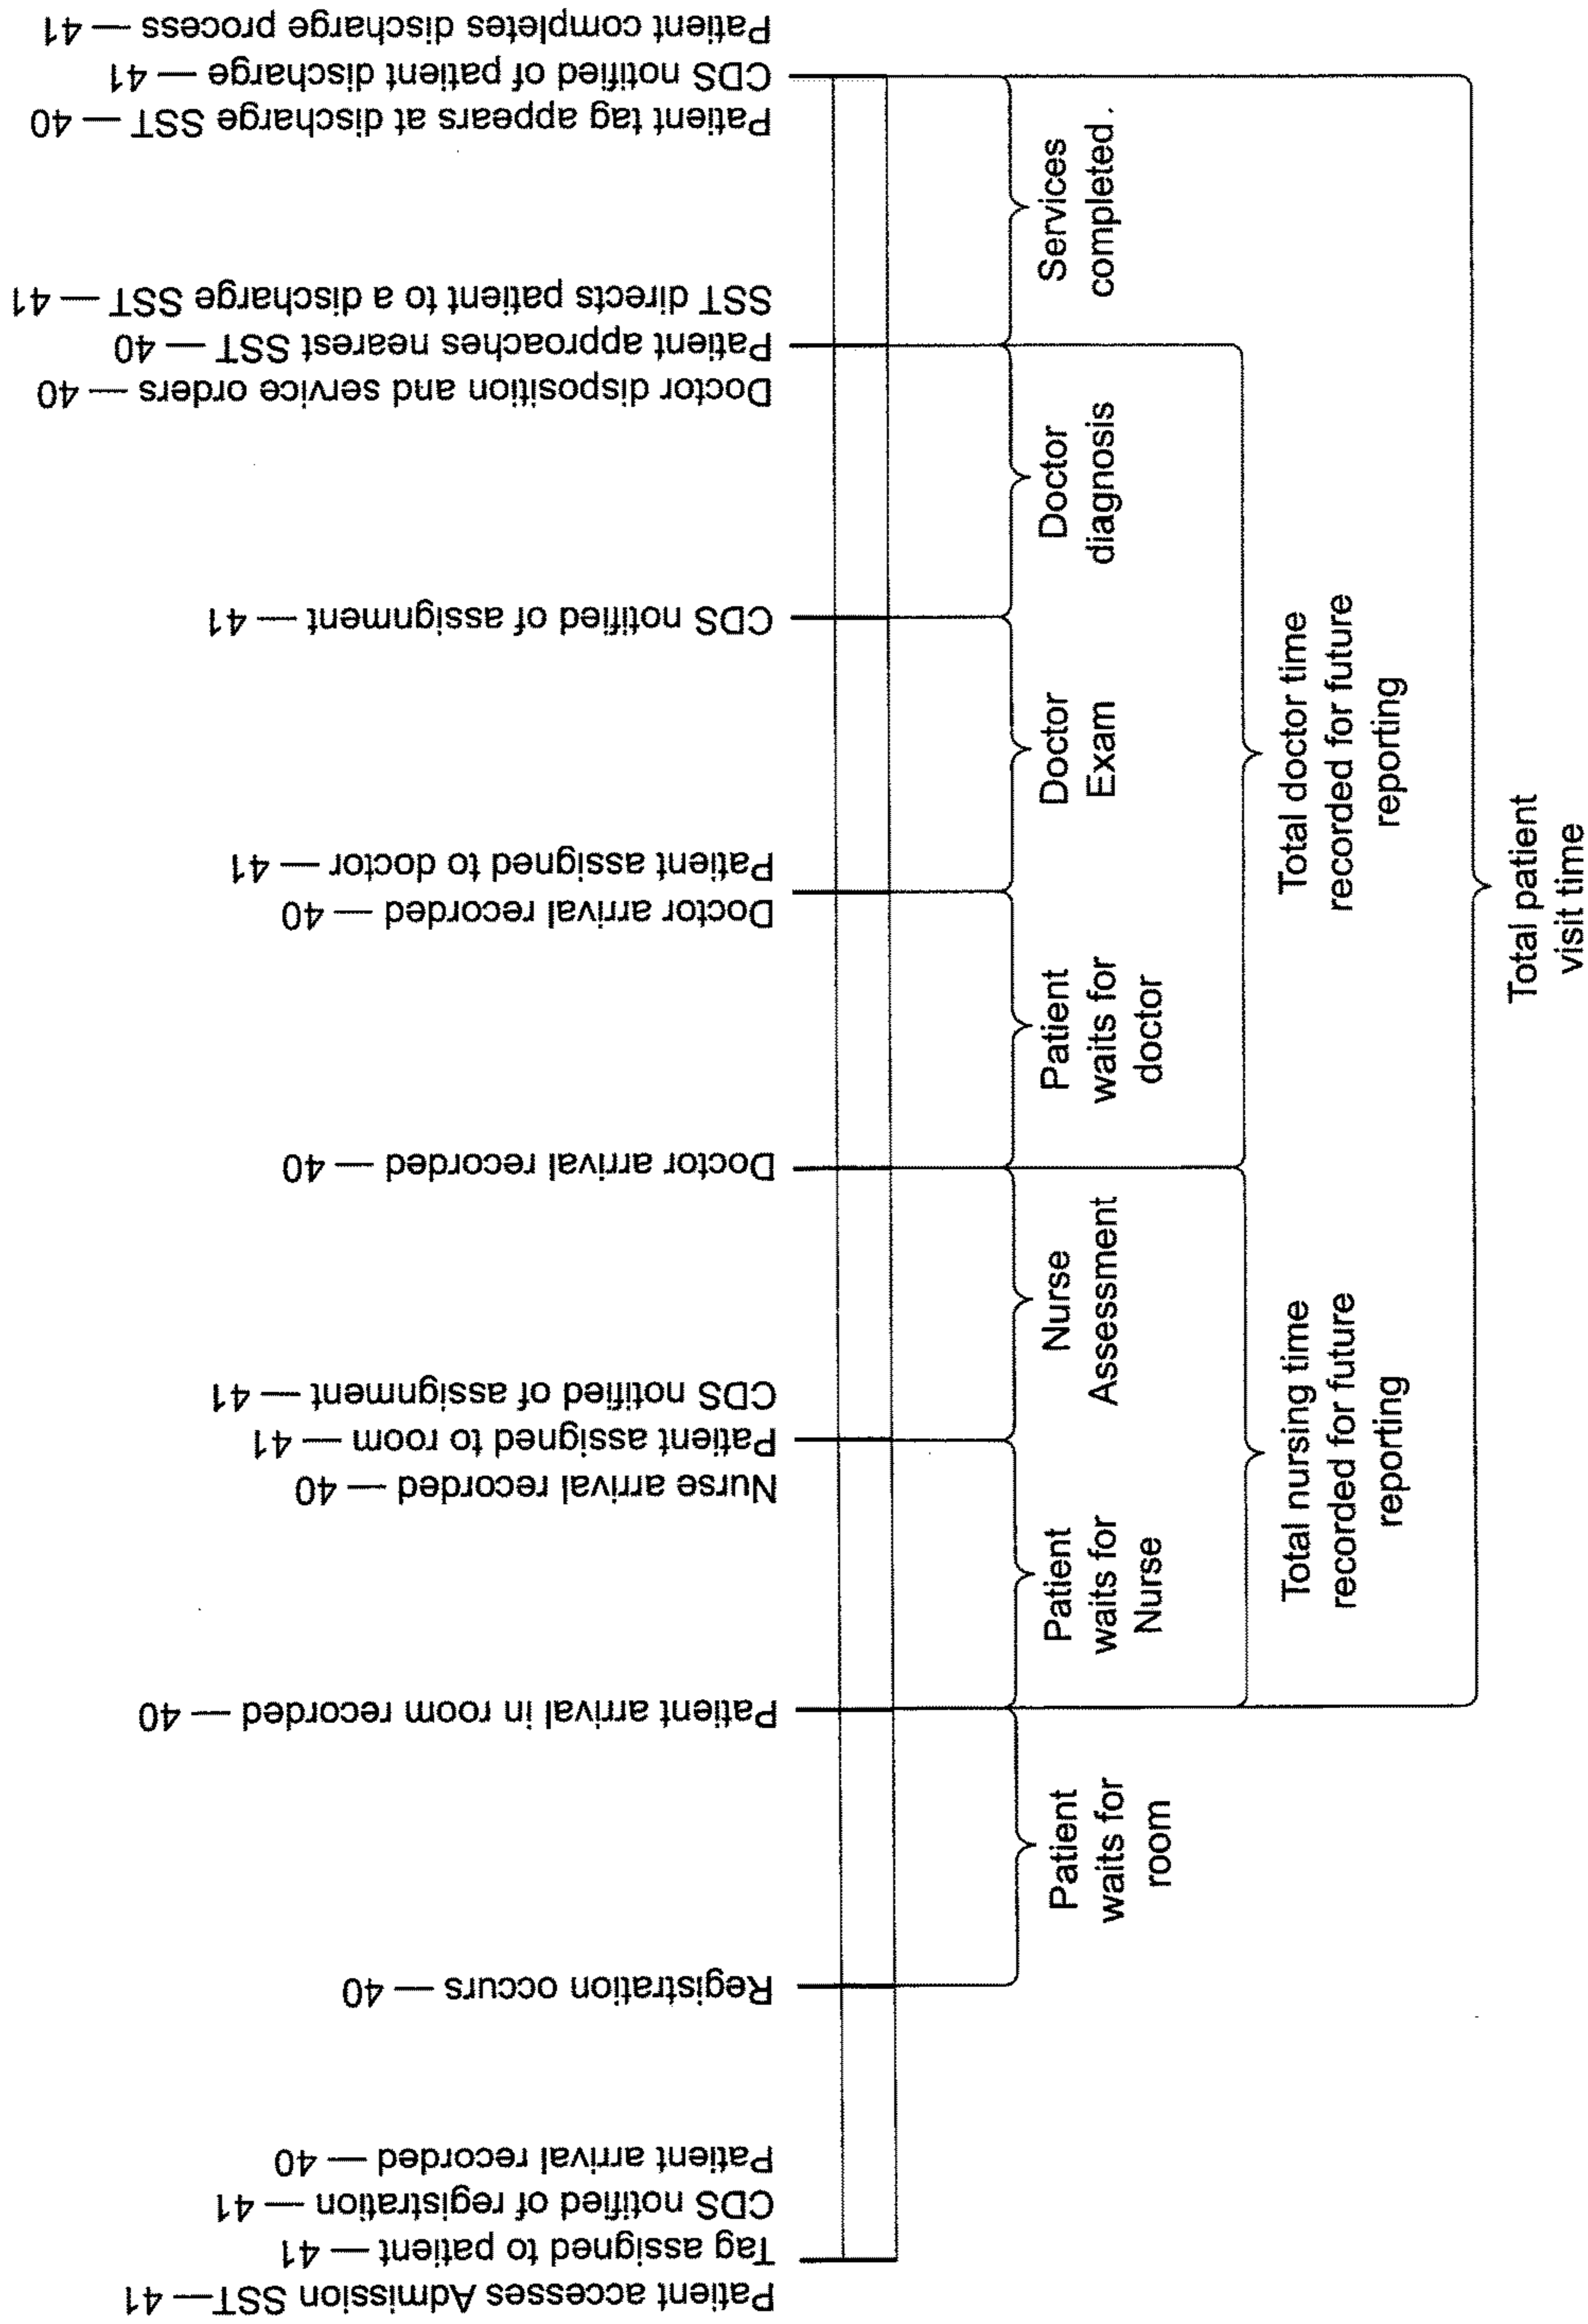 Patient accesses Admission SST—41
Tag assigned to patient — 41
CDS notified of registration — 41
Patient arrival recorded — 40
Registration occurs — 40
Patient arrival in room recorded — 40
Nurse arrival recorded — 40
Patient assigned to room — 41
CDS notified of assignment — 41
Doctor arrival recorded — 40
Doctor arrival recorded — 40
Patient assigned to doctor — 41
CDS notified of assignment — 41
Doctor disposition and service orders — 40
Patient approaches nearest SST — 40
SST directs patient to a discharge SST — 41
Patient tag appears at discharge SST — 40
CDS notified of patient discharge — 41
Patient completes discharge process — 41
Patient
waits for
room
Patient
waits for
Nurse
Nurse
Assessment
Patient
waits for
doctor
Doctor
Exam
Doctor
diagnosis
Services
completed.
Total nursing time
recorded for future
reporting
Total doctor time
recorded for future
reporting
Total patient
visit time